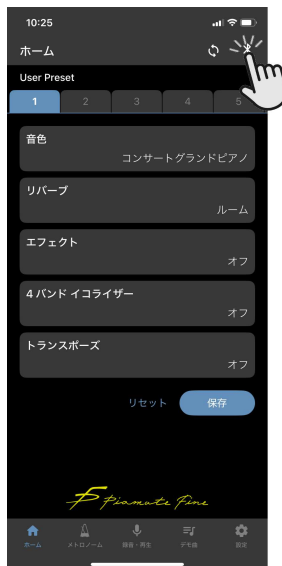 10:25
ホーム
User Preset
1 2 3 4 5
音色
コンサートグランドピアノ
リバーブ
ルーム
エフェクト
オフ
4 バンド イコライザー
オフ
トランスポーズ
オフ
リセット 保存
Piamate Fine
ホーム メトロノーム 録音・再生 デモ曲 設定